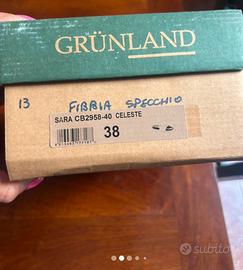 GRÜNLAND
13 FIBBIA SPECCHIO
SARA CB2958-40 CELESTE
38
subito